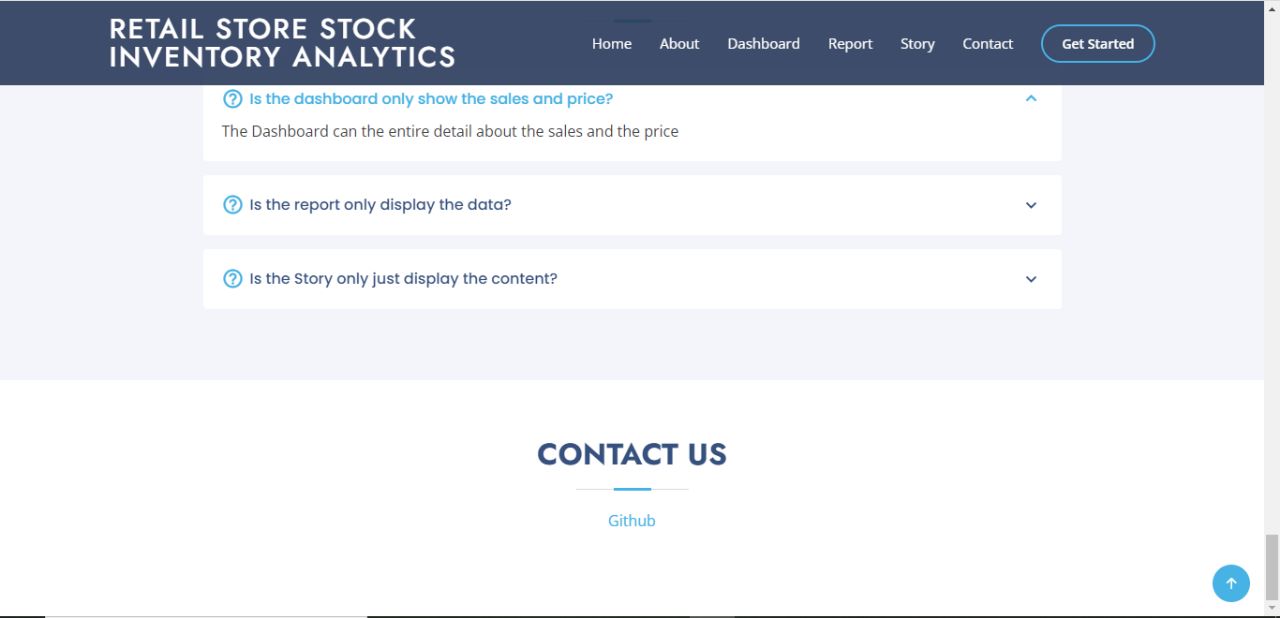 RETAIL STORE STOCK
INVENTORY ANALYTICS
Home About Dashboard Report Story Contact Get Started
Is the dashboard only show the sales and price?
The Dashboard can the entire detail about the sales and the price
Is the report only display the data?
Is the Story only just display the content?
CONTACT US
Github